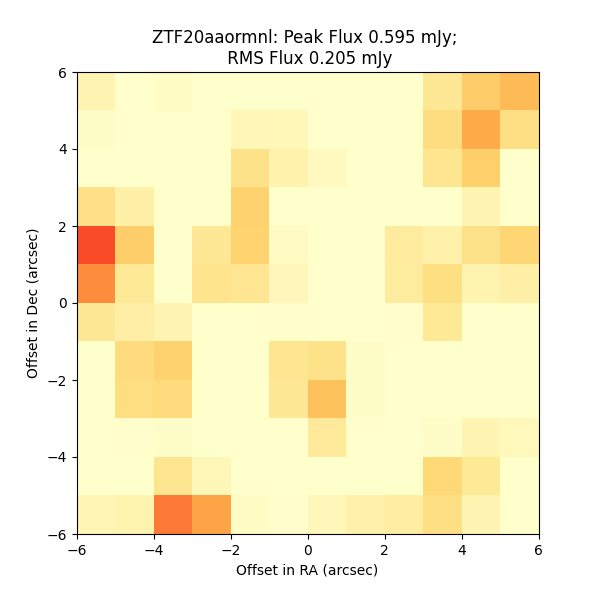 ZTF20aaormnl: Peak Flux 0.595 mJy;
RMS Flux 0.205 mJy
6
4
2
0
−2
−4
−6
Offset in Dec (arcsec)
−6 −4 −2 0 2 4 6
Offset in RA (arcsec)